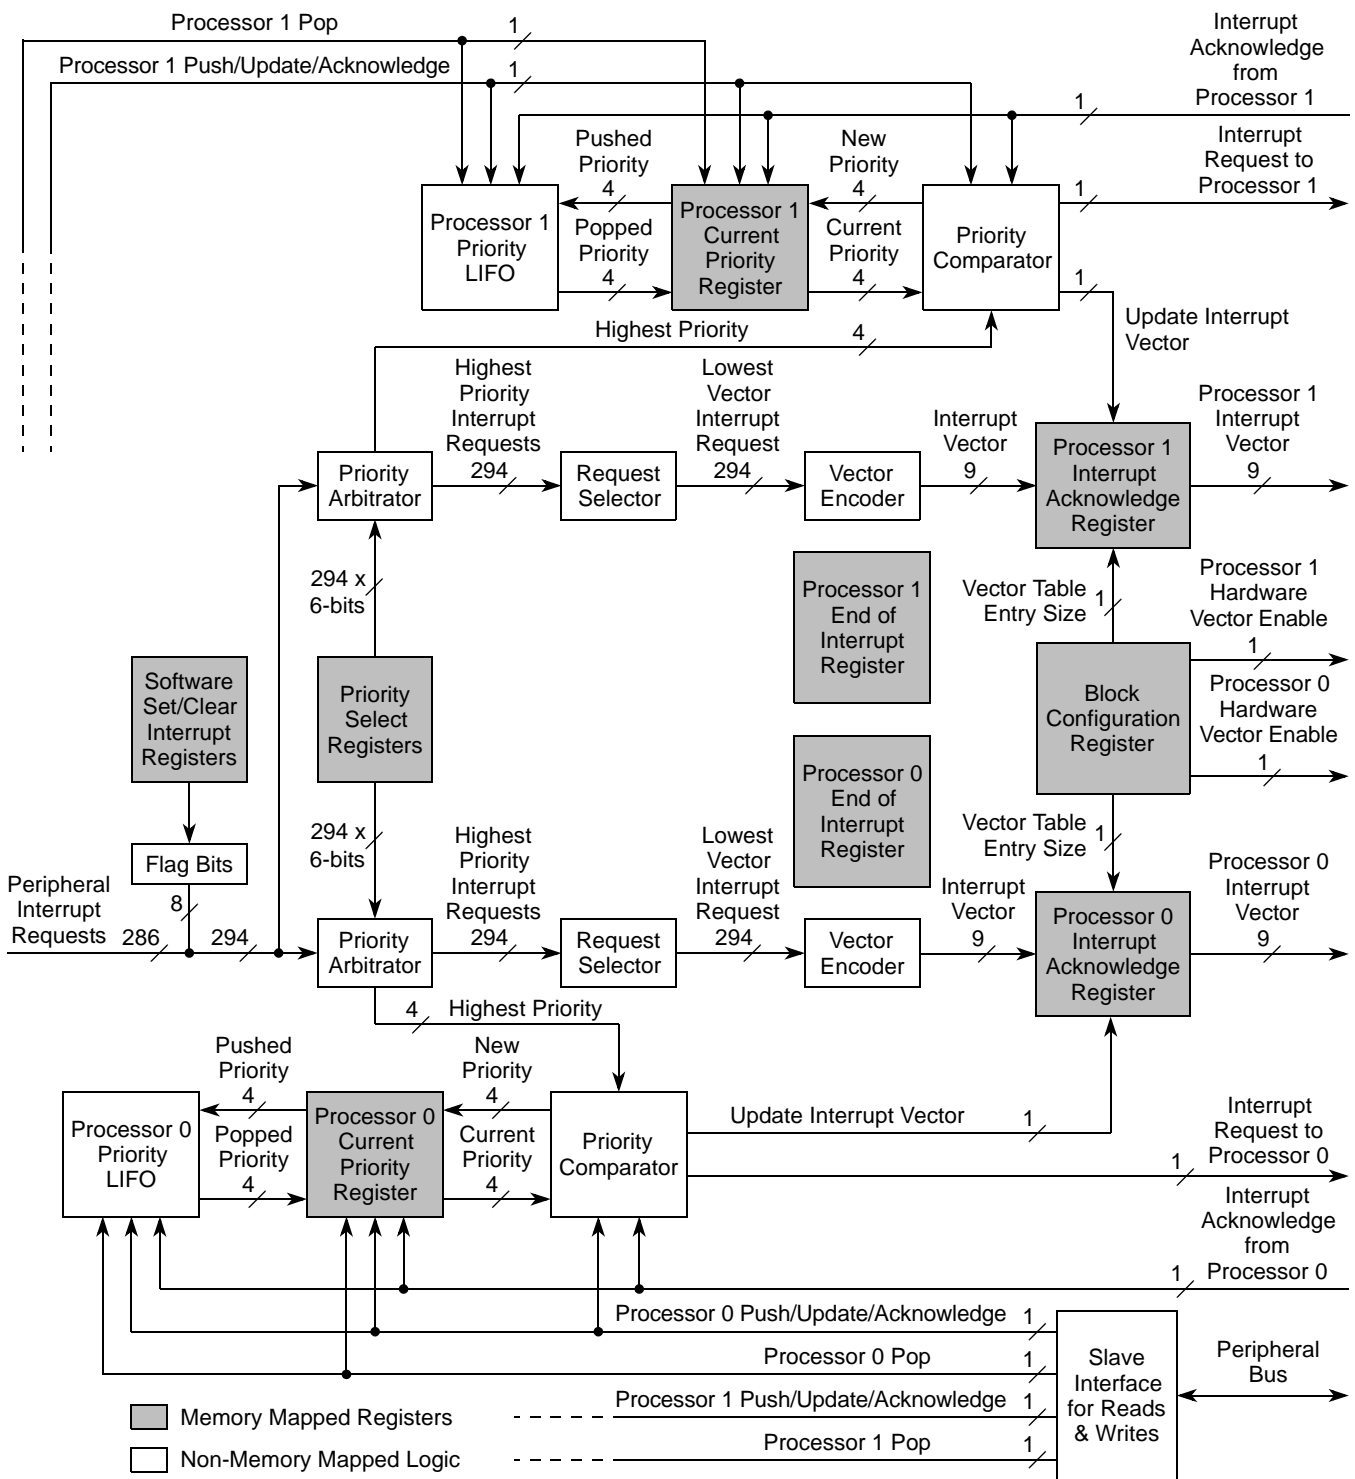 Processor 1 Pop
1
Processor 1 Push/Update/Acknowledge
1
Interrupt
Acknowledge
from
Processor 1
1
Interrupt
Request to
Processor 1
1
Pushed
Priority
4
New
Priority
4
Processor 1
Priority
LIFO
Popped
Priority
4
Processor 1
Current
Priority
Register
Current
Priority
4
Priority
Comparator
1
Update Interrupt
Vector
Highest Priority
4
Highest
Priority
Interrupt
Requests
294
Lowest
Vector
Interrupt
Request
294
Interrupt
Vector
9
Processor 1
Interrupt
Vector
9
Priority
Arbitrator
Request
Selector
Vector
Encoder
Processor 1
Interrupt
Acknowledge
Register
294 x
6-bits
Processor 1
End of
Interrupt
Register
Vector Table
Entry Size
1
Processor 1
Hardware
Vector Enable
1
Software
Set/Clear
Interrupt
Registers
Priority
Select
Registers
Block
Configuration
Register
Processor 0
Hardware
Vector Enable
1
Processor 0
End of
Interrupt
Register
294 x
6-bits
Vector Table
Entry Size
1
Flag Bits
8
Peripheral
Interrupt
Requests
286
294
Highest
Priority
Interrupt
Requests
294
Lowest
Vector
Interrupt
Request
294
Interrupt
Vector
9
Processor 0
Interrupt
Vector
9
Priority
Arbitrator
Request
Selector
Vector
Encoder
Processor 0
Interrupt
Acknowledge
Register
4
Highest Priority
Pushed
Priority
4
New
Priority
4
Processor 0
Priority
LIFO
Popped
Priority
4
Processor 0
Current
Priority
Register
Current
Priority
4
Priority
Comparator
Update Interrupt Vector
1
Interrupt
Request to
Processor 0
1
Interrupt
Acknowledge
from
Processor 0
1
Processor 0 Push/Update/Acknowledge
1
Processor 0 Pop
1
Processor 1 Push/Update/Acknowledge
1
Processor 1 Pop
1
Slave
Interface
for Reads
& Writes
Peripheral
Bus
Memory Mapped Registers
Non-Memory Mapped Logic